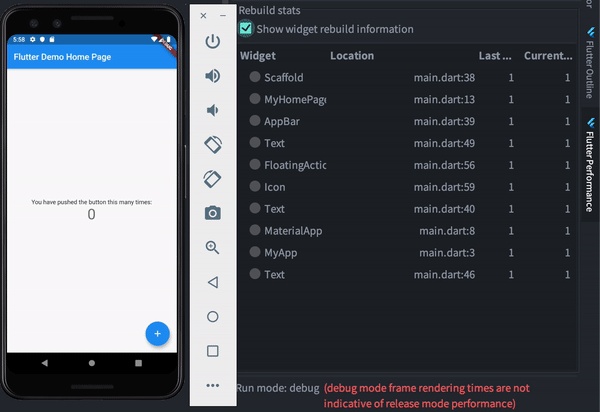 5:58
Flutter Demo Home Page
You have pushed the button this many times:
0
Rebuild stats
Show widget rebuild information
Widget Location Last ... Current...
Scaffold main.dart:38 1 1
MyHomePage main.dart:13 1 1
AppBar main.dart:39 1 1
Text main.dart:49 1 1
FloatingActic main.dart:56 1 1
Icon main.dart:59 1 1
Text main.dart:40 1 1
MaterialApp main.dart:8 1 1
MyApp main.dart:3 1 1
Text main.dart:46 1 1
Run mode: debug (debug mode frame rendering times are not
indicative of release mode performance)
Flutter Outline
Flutter Performance